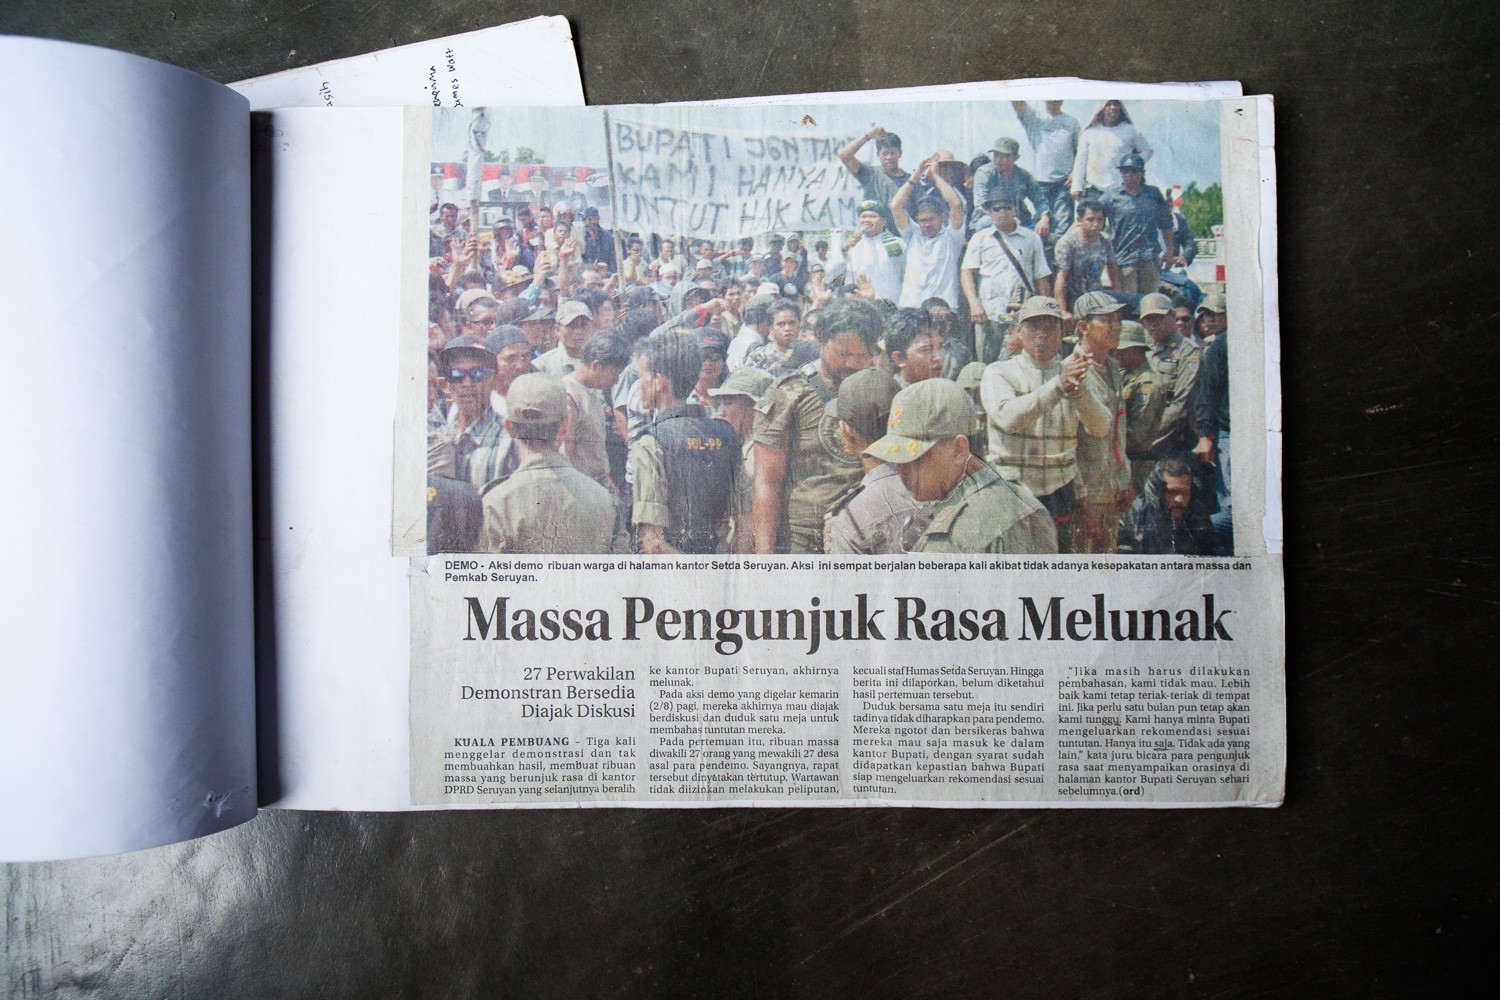 asih
James Watt
BUPATI JGN TAKU
KAMI HANYA M
UNTUT HAK KAM
POL-PP
DEMO - Aksi demo ribuan warga di halaman kantor Setda Seruyan. Aksi ini sempat berjalan beberapa kali akibat tidak adanya kesepakatan antara massa dan
Pemkab Seruyan.
Massa Pengunjuk Rasa Melunak
27 Perwakilan
Demonstran Bersedia
Diajak Diskusi
KUALA PEMBUANG – Tiga kali
menggelar demonstrasi dan tak
membuahkan hasil, membuat ribuan
massa yang berunjuk rasa di kantor
DPRD Seruyan yang selanjutnya beralih
ke kantor Bupati Seruyan, akhirnya
melunak.
Pada aksi demo yang digelar kemarin
(2/8) pagi, mereka akhirnya mau diajak
berdiskusi dan duduk satu meja untuk
membahas tuntutan mereka.
Pada pertemuan itu, ribuan massa
diwakili 27 orang yang mewakili 27 desa
asal para pendemo. Sayangnya, rapat
tersebut dinyatakan tertutup. Wartawan
tidak diizinkan melakukan peliputan,
kecuali staf Humas Setda Seruyan. Hingga
berita ini dilaporkan, belum diketahui
hasil pertemuan tersebut.
Duduk bersama satu meja itu sendiri
tadinya tidak diharapkan para pendemo.
Mereka ngotot dan bersikeras bahwa
mereka mau saja masuk ke dalam
kantor Bupati, dengan syarat sudah
didapatkan kepastian bahwa Bupati
siap mengeluarkan rekomendasi sesuai
tuntutan.
"Jika masih harus dilakukan
pembahasan, kami tidak mau. Lebih
baik kami tetap teriak-teriak di tempat
ini. Jika perlu satu bulan pun tetap akan
kami tunggu. Kami hanya minta Bupati
mengeluarkan rekomendasi sesuai
tuntutan. Hanya itu saja. Tidak ada yang
lain," kata juru bicara para pengunjuk
rasa saat menyampaikan orasinya di
halaman kantor Bupati Seruyan sehari
sebelumnya.(ord)